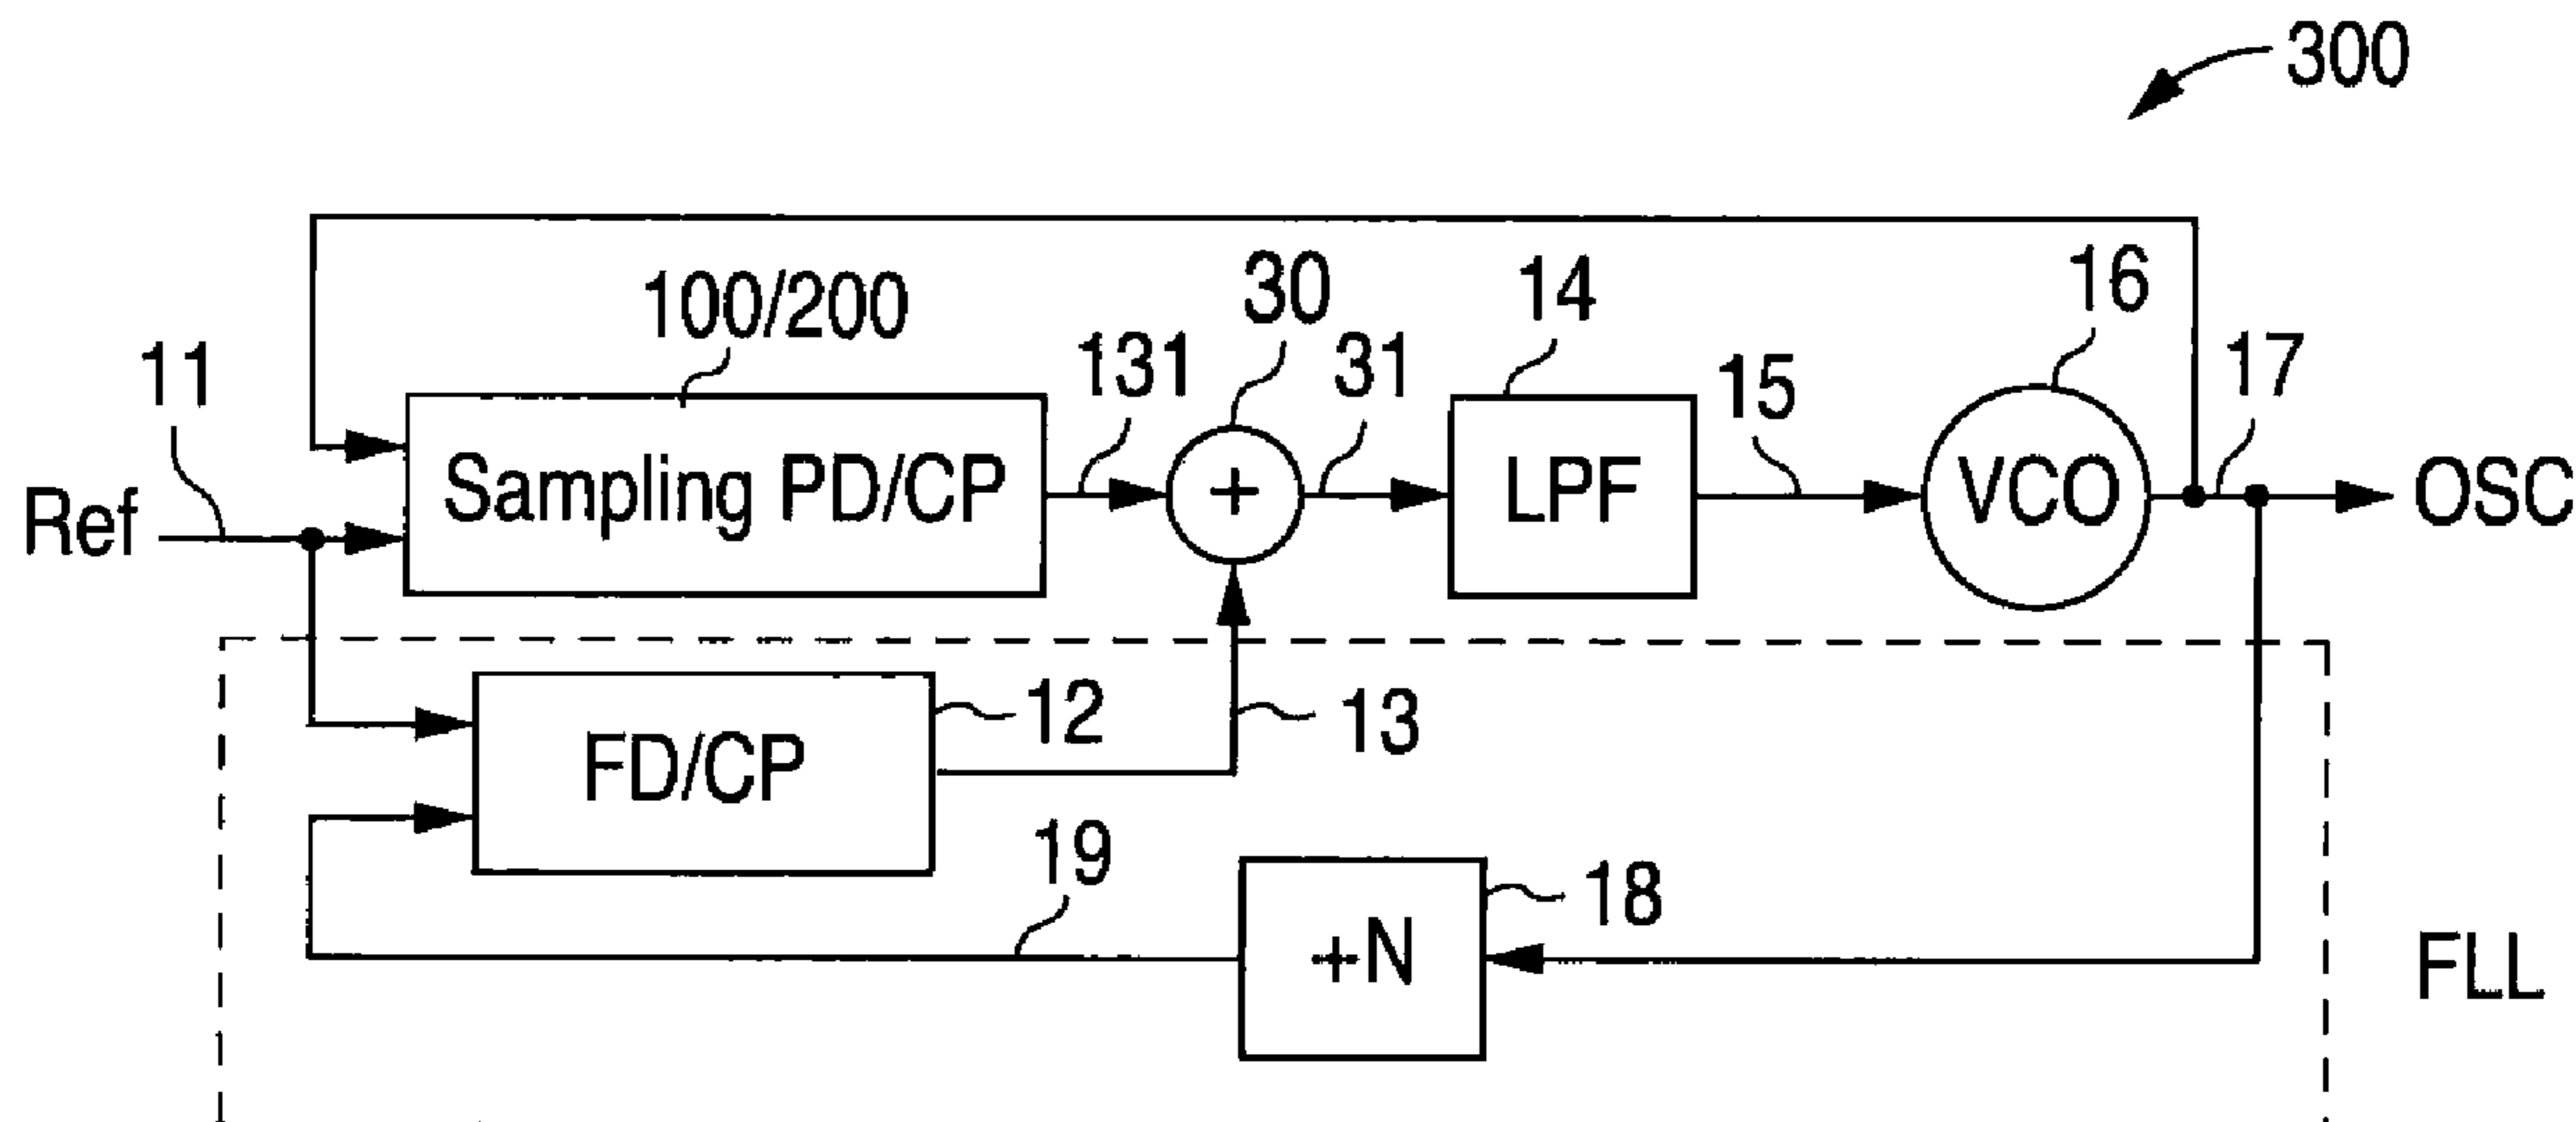 300
100/200
30
14
16
11
131
31
15
17
Ref
Sampling PD/CP
+
LPF
VCO
OSC
12
13
FD/CP
19
18
+N
FLL